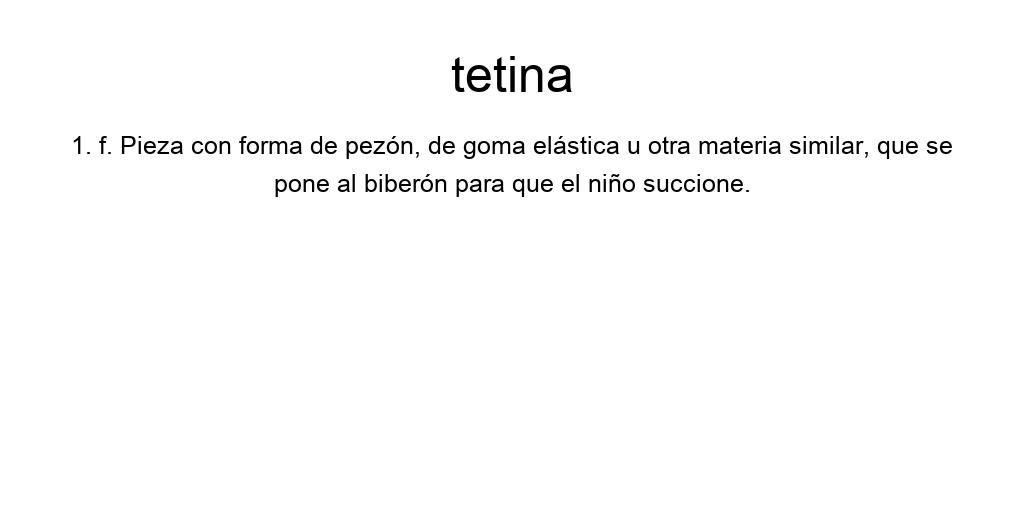 tetina
1. f. Pieza con forma de pezón, de goma elástica u otra materia similar, que se
pone al biberón para que el niño succione.